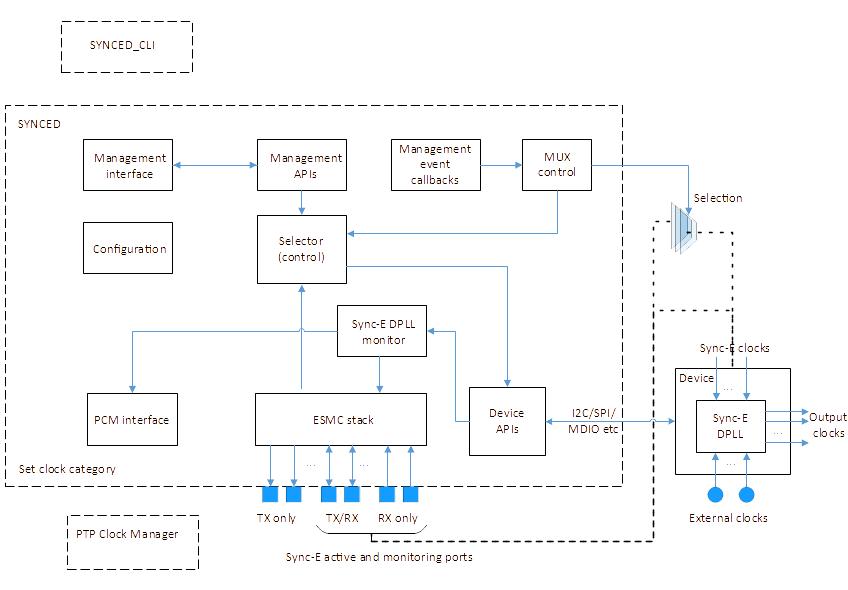 SYNCED_CLI
SYNCED
Management
interface
Management
APIs
Management
event
callbacks
MUX
control
Selection
Configuration
Selector
(control)
Sync-E DPLL
monitor
Sync-E clocks
Device
...
PCM interface
ESMC stack
Device
APIs
I2C/SPI/
MDIO etc
Sync-E
DPLL
Output
clocks
...
...
Set clock category
...
...
TX only
TX/RX
RX only
External clocks
PTP Clock Manager
Sync-E active and monitoring ports